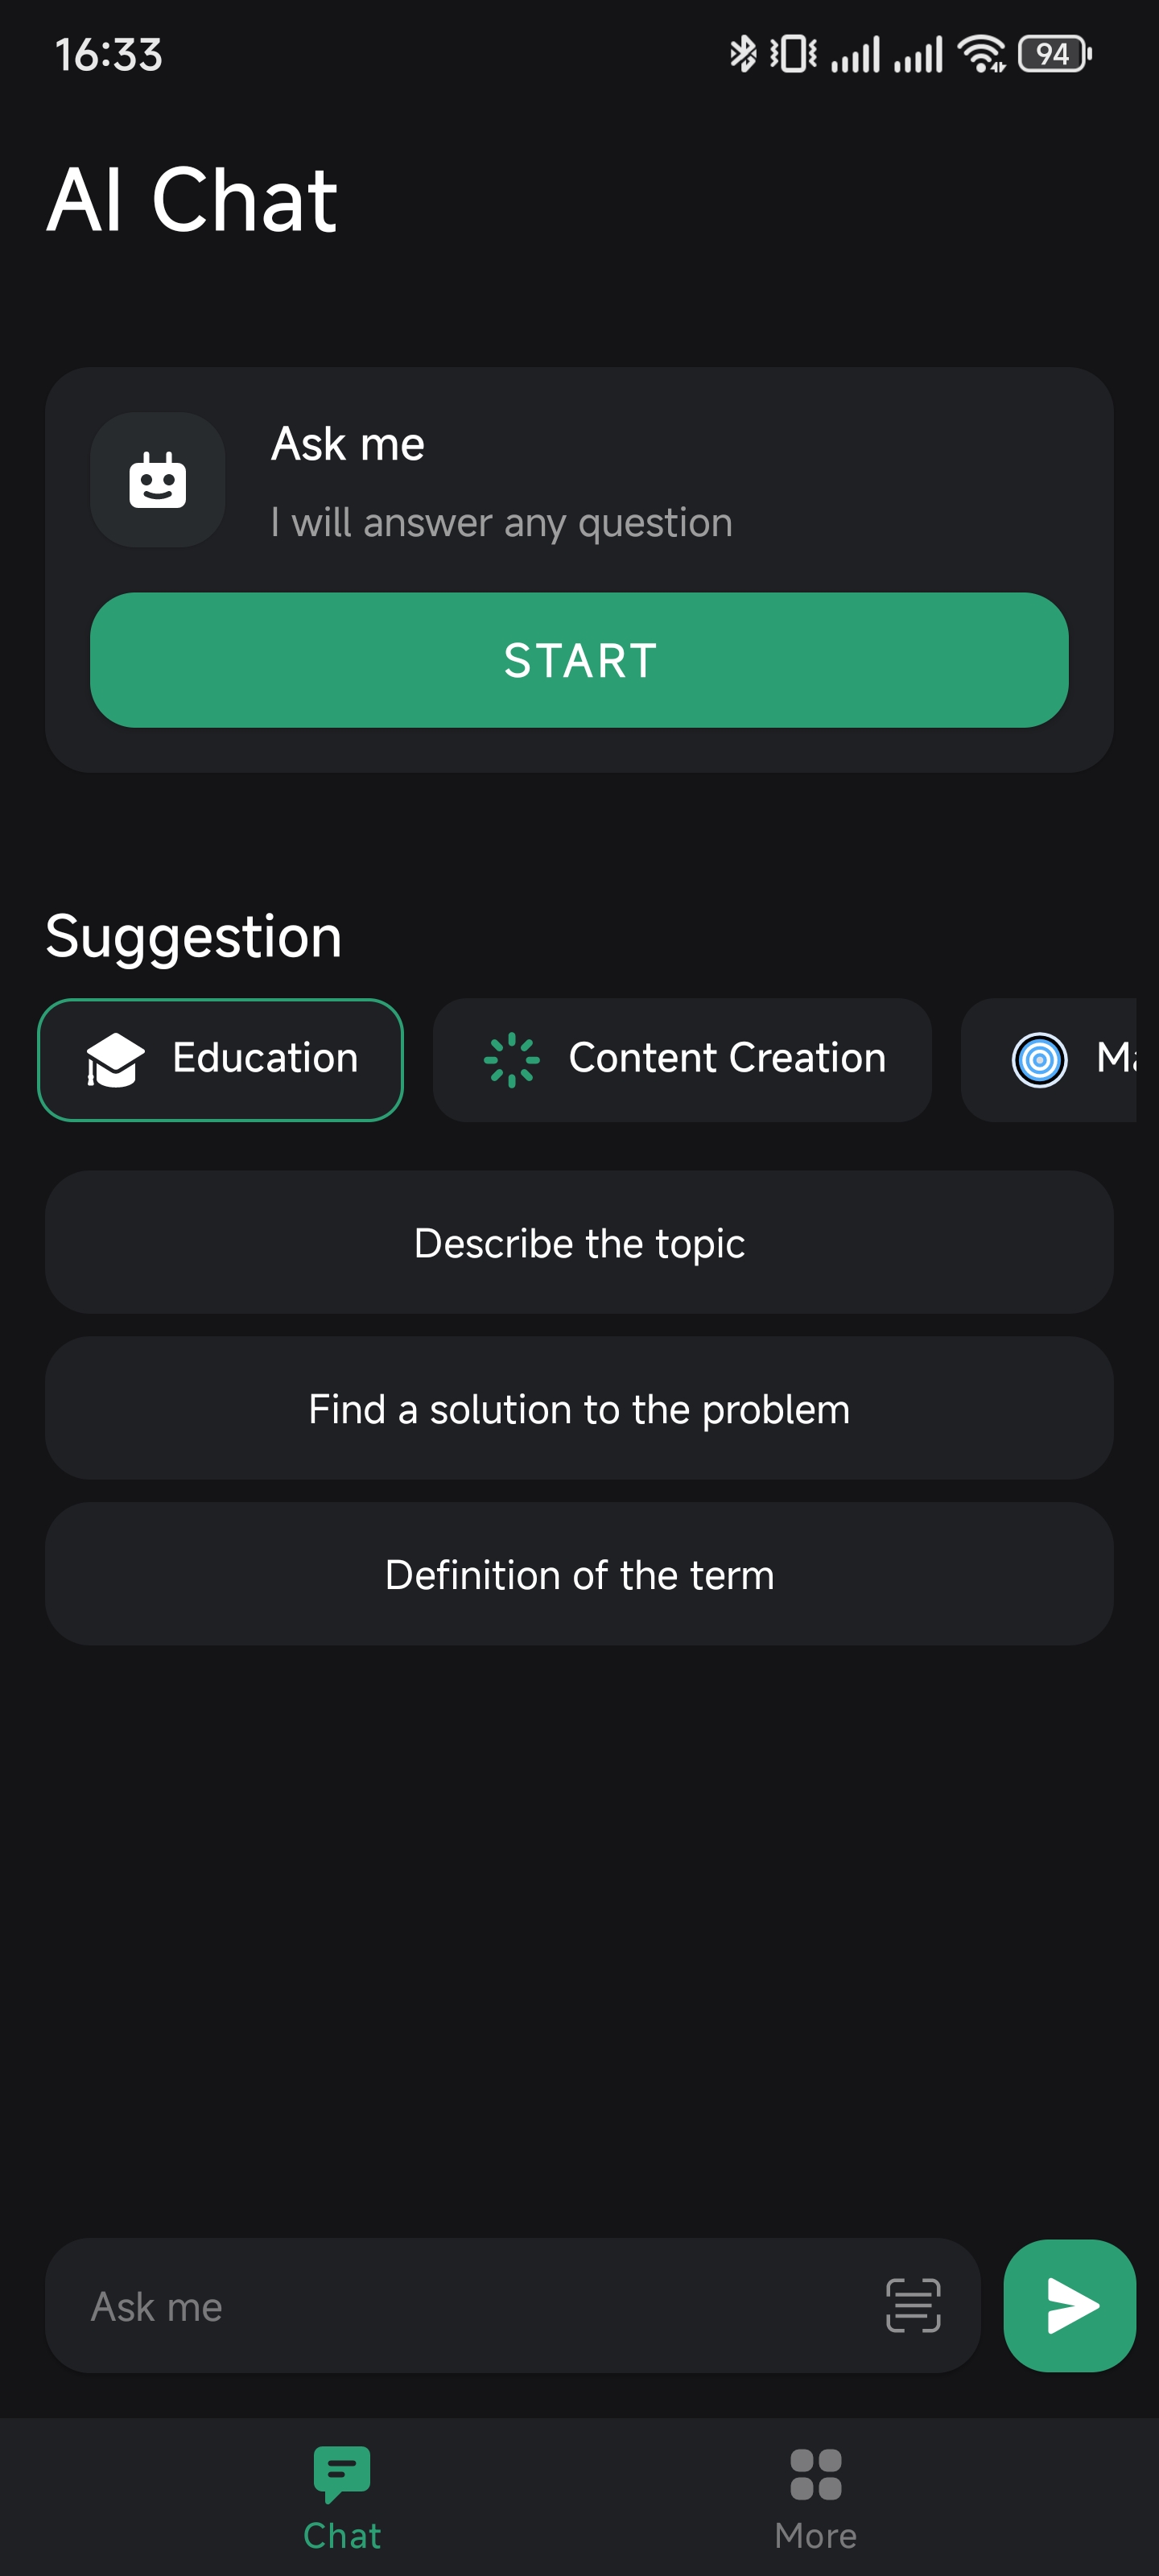 16:33
94
AI Chat
Ask me
I will answer any question
START
Suggestion
Education
Content Creation
Describe the topic
Find a solution to the problem
Definition of the term
Ask me
Chat
More